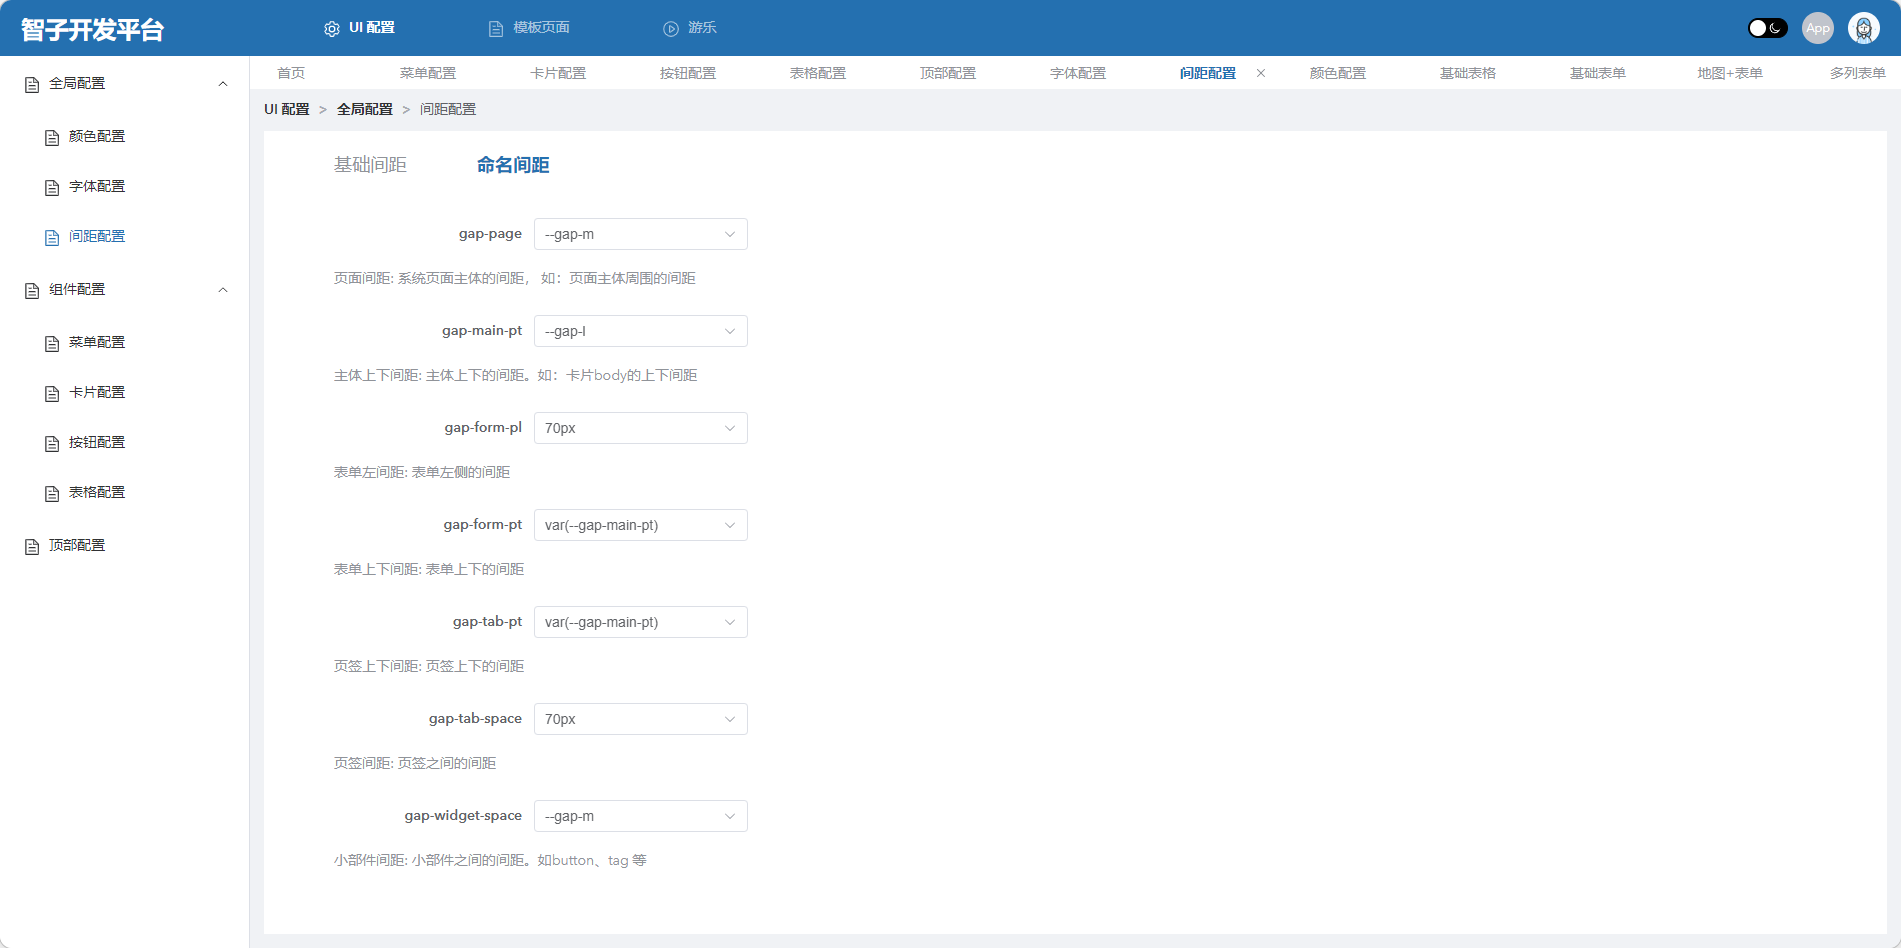 智子开发平台
UI 配置
模板页面
游乐
App
全局配置
颜色配置
字体配置
间距配置
组件配置
菜单配置
卡片配置
按钮配置
表格配置
顶部配置
首页
菜单配置
卡片配置
按钮配置
表格配置
顶部配置
字体配置
间距配置
颜色配置
基础表格
基础表单
地图+表单
多列表单
UI 配置 > 全局配置 > 间距配置
基础间距
命名间距
gap-page
--gap-m
页面间距: 系统页面主体的间距， 如：页面主体周围的间距
gap-main-pt
--gap-l
主体上下间距: 主体上下的间距。如：卡片body的上下间距
gap-form-pl
70px
表单左间距: 表单左侧的间距
gap-form-pt
var(--gap-main-pt)
表单上下间距: 表单上下的间距
gap-tab-pt
var(--gap-main-pt)
页签上下间距: 页签上下的间距
gap-tab-space
70px
页签间距: 页签之间的间距
gap-widget-space
--gap-m
小部件间距: 小部件之间的间距。如button、tag 等